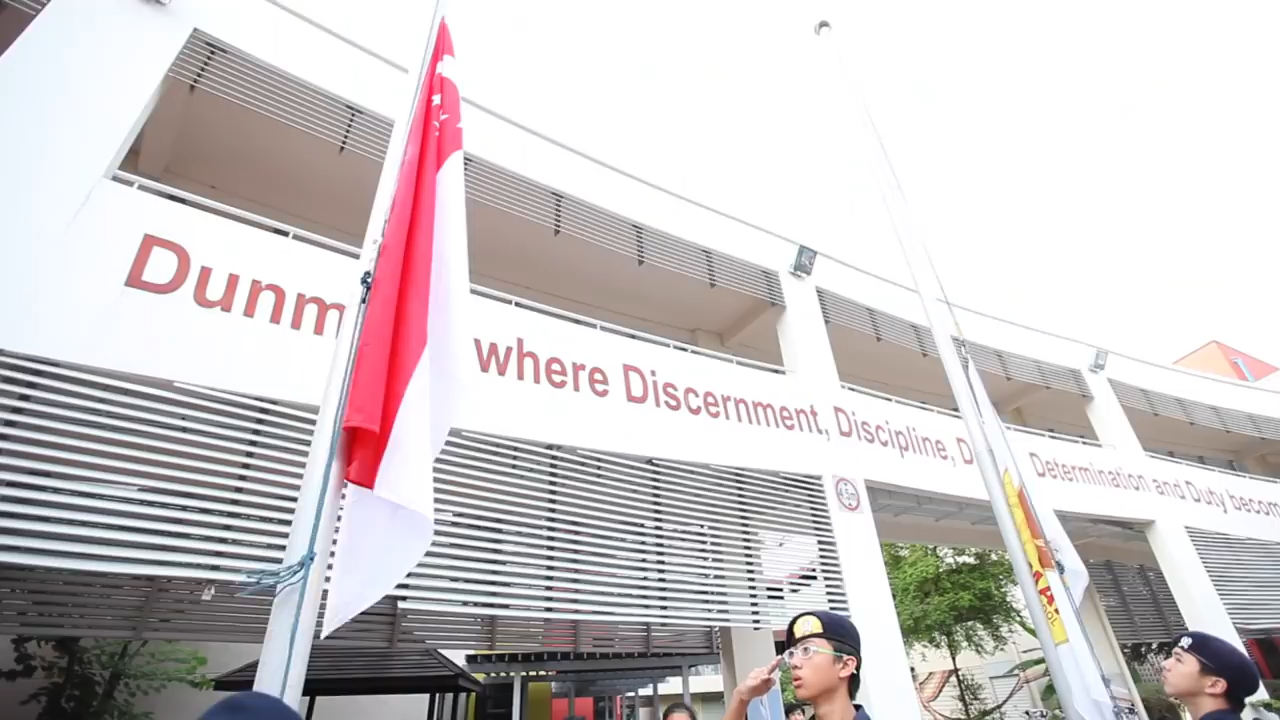 Dunm where Discernment, Discipline, D Determination and Duty becom